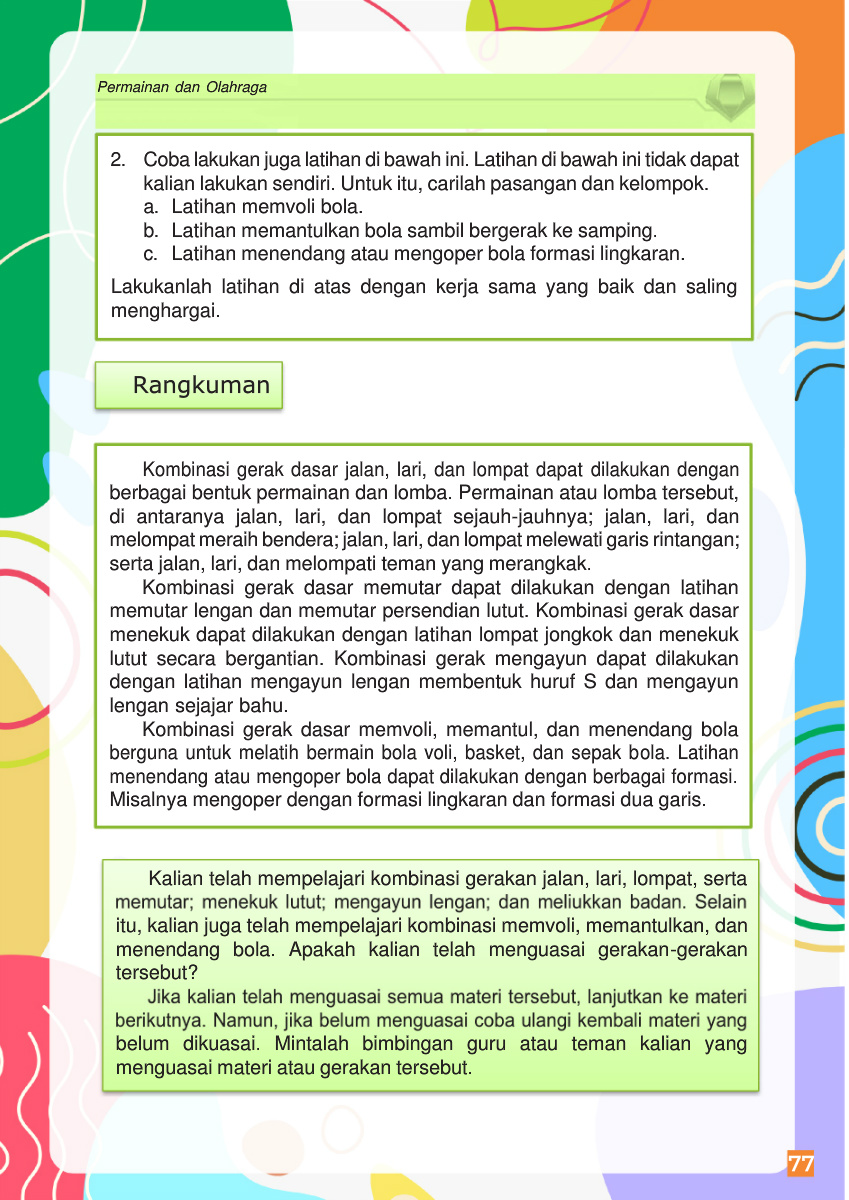 Permainan dan Olahraga
2. Coba lakukan juga latihan di bawah ini. Latihan di bawah ini tidak dapat
kalian lakukan sendiri. Untuk itu, carilah pasangan dan kelompok.
a. Latihan memvoli bola.
b. Latihan memantulkan bola sambil bergerak ke samping.
c. Latihan menendang atau mengoper bola formasi lingkaran.
Lakukanlah latihan di atas dengan kerja sama yang baik dan saling
menghargai.
Rangkuman
Kombinasi gerak dasar jalan, lari, dan lompat dapat dilakukan dengan
berbagai bentuk permainan dan lomba. Permainan atau lomba tersebut,
di antaranya jalan, lari, dan lompat sejauh-jauhnya; jalan, lari, dan
melompat meraih bendera; jalan, lari, dan lompat melewati garis rintangan;
serta jalan, lari, dan melompati teman yang merangkak.
Kombinasi gerak dasar memutar dapat dilakukan dengan latihan
memutar lengan dan memutar persendian lutut. Kombinasi gerak dasar
menekuk dapat dilakukan dengan latihan lompat jongkok dan menekuk
lutut secara bergantian. Kombinasi gerak mengayun dapat dilakukan
dengan latihan mengayun lengan membentuk huruf S dan mengayun
lengan sejajar bahu.
Kombinasi gerak dasar memvoli, memantul, dan menendang bola
berguna untuk melatih bermain bola voli, basket, dan sepak bola. Latihan
menendang atau mengoper bola dapat dilakukan dengan berbagai formasi.
Misalnya mengoper dengan formasi lingkaran dan formasi dua garis.
Kalian telah mempelajari kombinasi gerakan jalan, lari, lompat, serta
memutar; menekuk lutut; mengayun lengan; dan meliukkan badan. Selain
itu, kalian juga telah mempelajari kombinasi memvoli, memantulkan, dan
menendang bola. Apakah kalian telah menguasai gerakan-gerakan
tersebut?
Jika kalian telah menguasai semua materi tersebut, lanjutkan ke materi
berikutnya. Namun, jika belum menguasai coba ulangi kembali materi yang
belum dikuasai. Mintalah bimbingan guru atau teman kalian yang
menguasai materi atau gerakan tersebut.
77